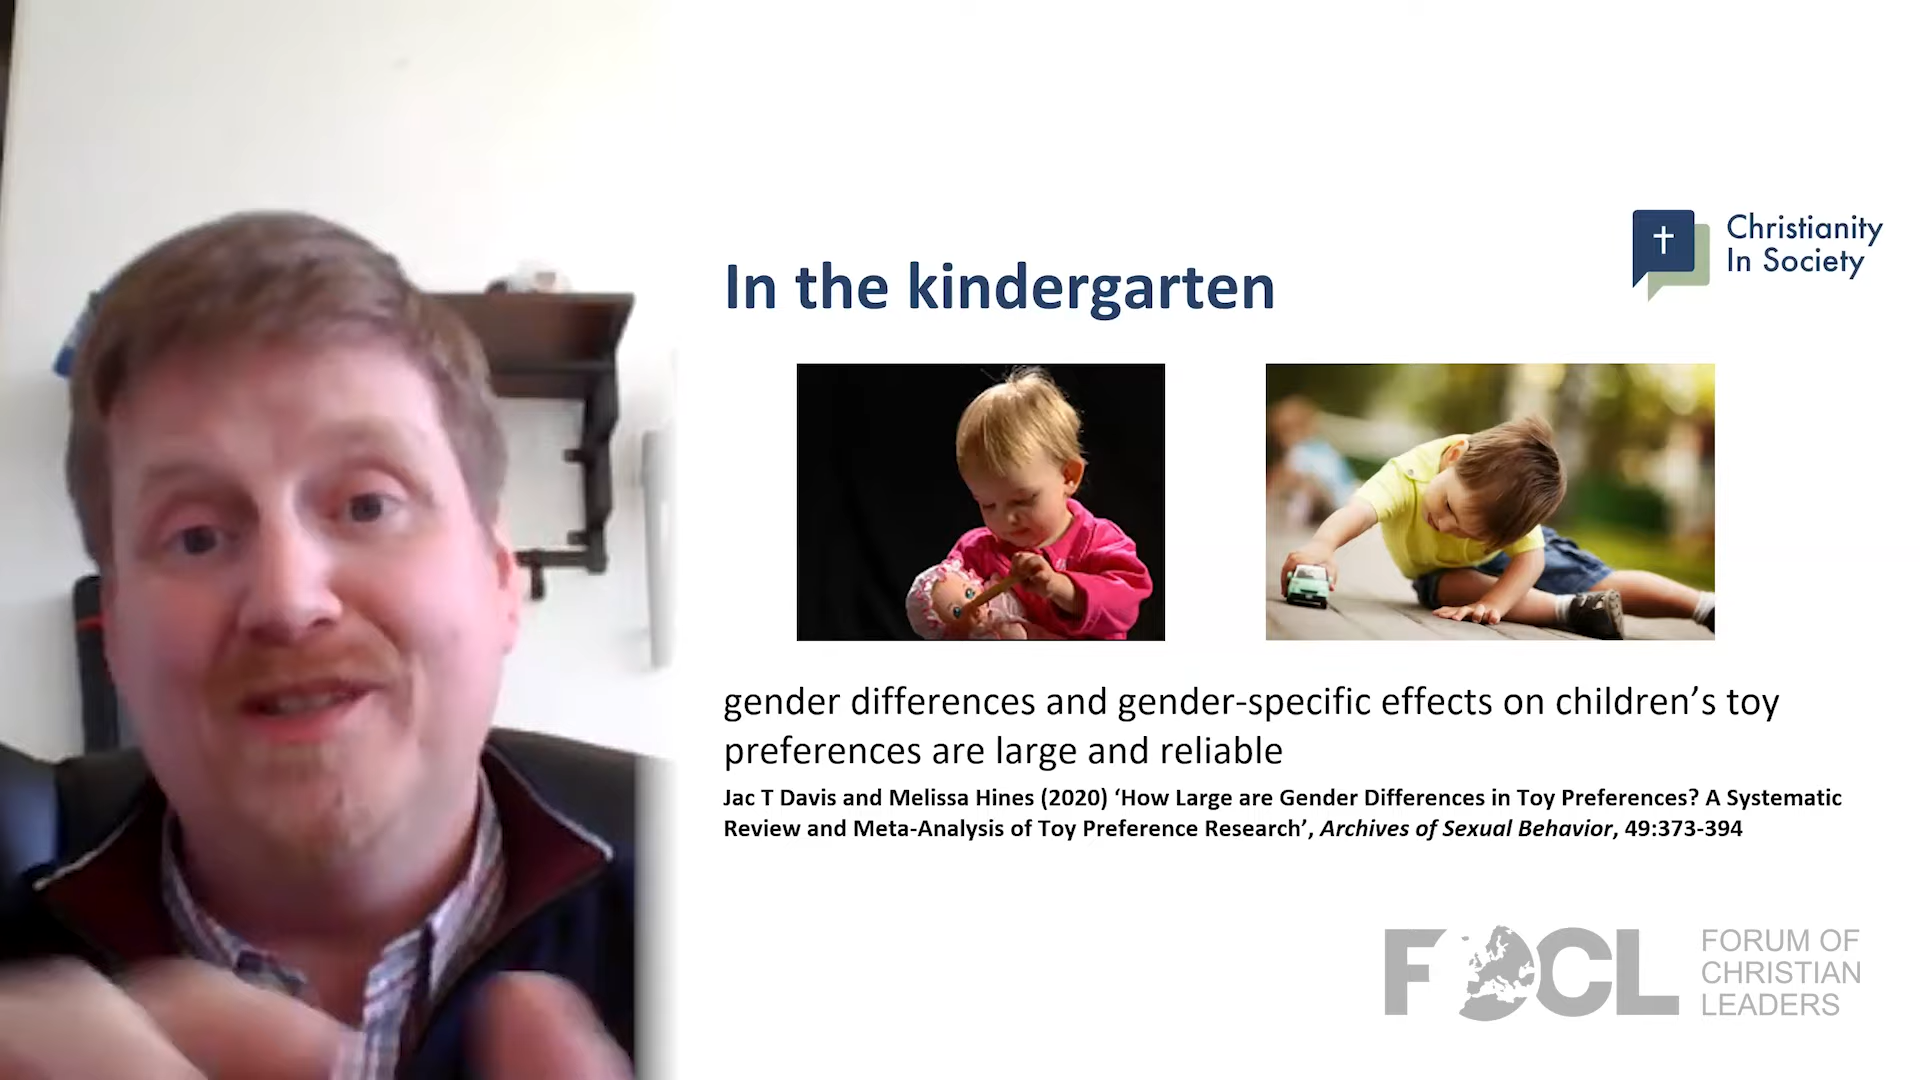 Christianity
In Society
In the kindergarten
gender differences and gender-specific effects on children’s toy
preferences are large and reliable
Jac T Davis and Melissa Hines (2020) ‘How Large are Gender Differences in Toy Preferences? A Systematic
Review and Meta-Analysis of Toy Preference Research’, Archives of Sexual Behavior, 49:373-394
FOCL
FORUM OF
CHRISTIAN
LEADERS